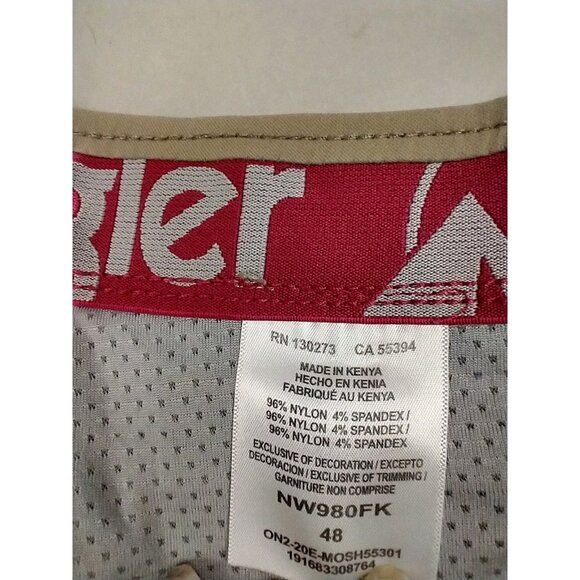 gler
RN 130273 CA 55394
MADE IN KENYA
HECHO EN KENIA
FABRIQUÉ AU KENYA
96% NYLON 4% SPANDEX /
96% NYLON 4% SPANDEX /
96% NYLON 4% SPANDEX
EXCLUSIVE OF DECORATION / EXCEPTO
DECORACION / EXCLUSIVE OF TRIMMING /
GARNITURE NON COMPRISE
NW980FK
48
ON2-20E-MOSH55301
191683308764